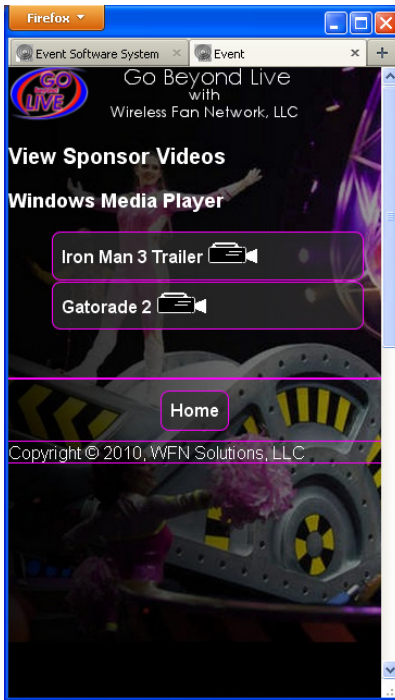 Firefox
Event Software System
Event
GO
beyond
LIVE
Go Beyond Live
with
Wireless Fan Network, LLC
View Sponsor Videos
Windows Media Player
Iron Man 3 Trailer
Gatorade 2
Home
Copyright © 2010, WFN Solutions, LLC